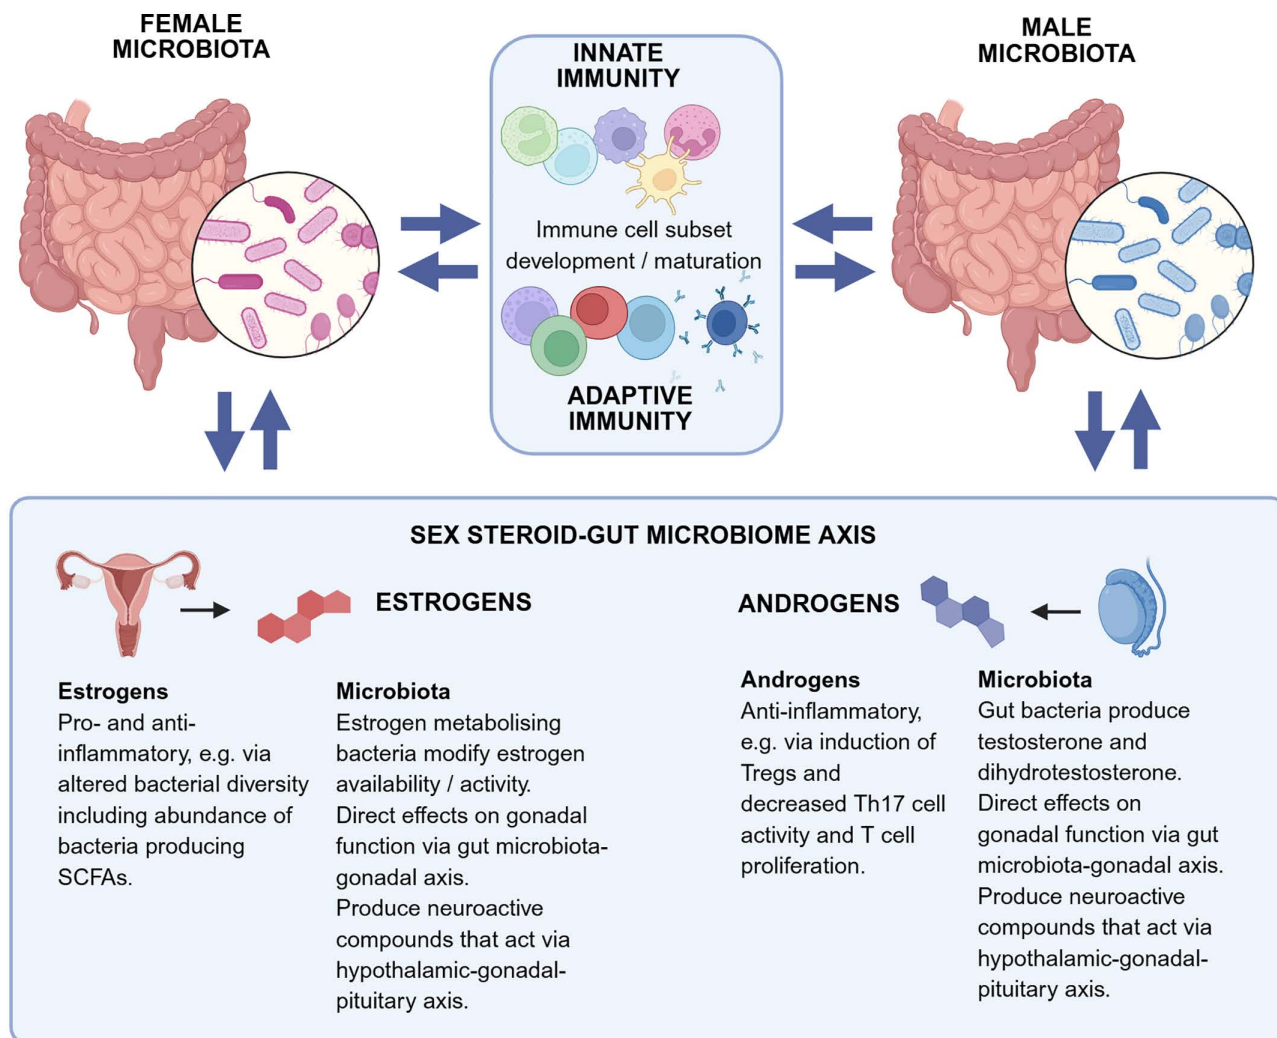 FEMALE
MICROBIOTA
INNATE
IMMUNITY
MALE
MICROBIOTA
Immune cell subset
development / maturation
ADAPTIVE
IMMUNITY
SEX STEROID-GUT MICROBIOME AXIS
ESTROGENS
ANDROGENS
Estrogens
Pro- and anti-
inflammatory, e.g. via
altered bacterial diversity
including abundance of
bacteria producing
SCFAs.
Microbiota
Estrogen metabolising
bacteria modify estrogen
availability / activity.
Direct effects on gonadal
function via gut microbiota-
gonadal axis.
Produce neuroactive
compounds that act via
hypothalamic-gonadal-
pituitary axis.
Androgens
Anti-inflammatory,
e.g. via induction of
Tregs and
decreased Th17 cell
activity and T cell
proliferation.
Microbiota
Gut bacteria produce
testosterone and
dihydrotestosterone.
Direct effects on
gonadal function via gut
microbiota-gonadal axis.
Produce neuroactive
compounds that act via
hypothalamic-gonadal-
pituitary axis.